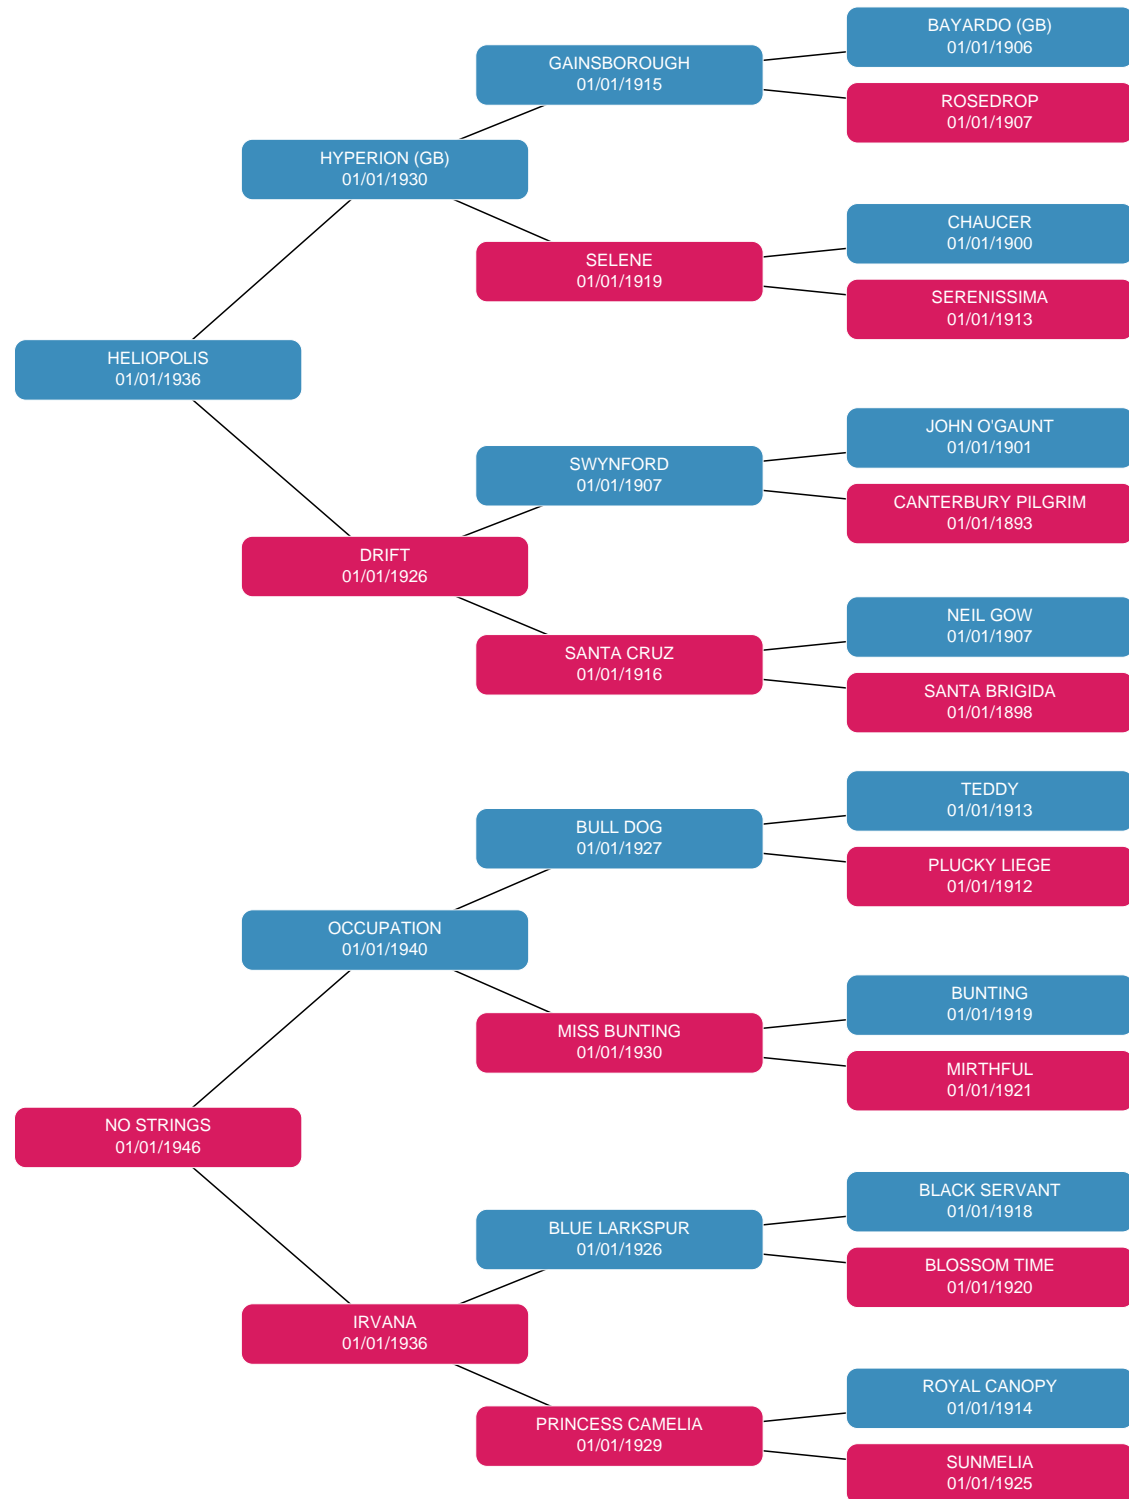 BAYARDO (GB)
01/01/1906
GAINSBOROUGH
01/01/1915
ROSEDROP
01/01/1907
HYPERION (GB)
01/01/1930
CHAUCER
01/01/1900
SELENE
01/01/1919
SERENISSIMA
01/01/1913
HELIOPOLIS
01/01/1936
JOHN O'GAUNT
01/01/1901
SWYNFORD
01/01/1907
CANTERBURY PILGRIM
01/01/1893
DRIFT
01/01/1926
NEIL GOW
01/01/1907
SANTA CRUZ
01/01/1916
SANTA BRIGIDA
01/01/1898
TEDDY
01/01/1913
BULL DOG
01/01/1927
PLUCKY LIEGE
01/01/1912
OCCUPATION
01/01/1940
BUNTING
01/01/1919
MISS BUNTING
01/01/1930
MIRTHFUL
01/01/1921
NO STRINGS
01/01/1946
BLACK SERVANT
01/01/1918
BLUE LARKSPUR
01/01/1926
BLOSSOM TIME
01/01/1920
IRVANA
01/01/1936
ROYAL CANOPY
01/01/1914
PRINCESS CAMELIA
01/01/1929
SUNMELIA
01/01/1925